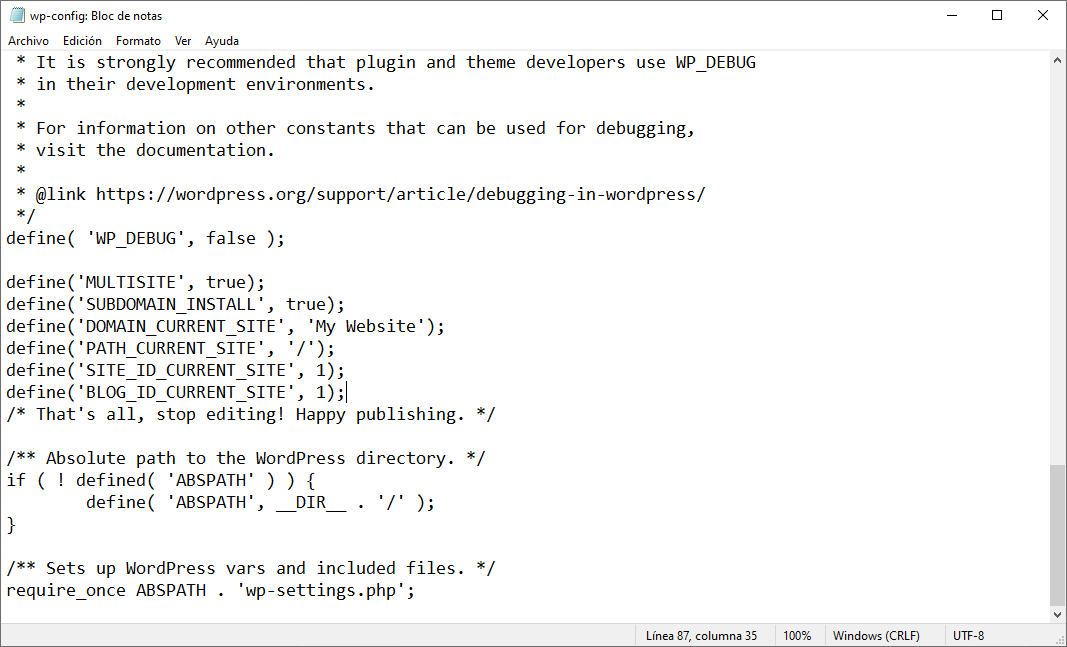 wp-config: Bloc de notas
Archivo Edición Formato Ver Ayuda
 * It is strongly recommended that plugin and theme developers use WP_DEBUG
 * in their development environments.
 *
 * For information on other constants that can be used for debugging,
 * visit the documentation.
 *
 * @link https://wordpress.org/support/article/debugging-in-wordpress/
 */
define( 'WP_DEBUG', false );

define('MULTISITE', true);
define('SUBDOMAIN_INSTALL', true);
define('DOMAIN_CURRENT_SITE', 'My Website');
define('PATH_CURRENT_SITE', '/');
define('SITE_ID_CURRENT_SITE', 1);
define('BLOG_ID_CURRENT_SITE', 1);
/* That's all, stop editing! Happy publishing. */

/** Absolute path to the WordPress directory. */
if ( ! defined( 'ABSPATH' ) ) {
        define( 'ABSPATH', __DIR__ . '/' );
}

/** Sets up WordPress vars and included files. */
require_once ABSPATH . 'wp-settings.php';
Línea 87, columna 35 100% Windows (CRLF) UTF-8